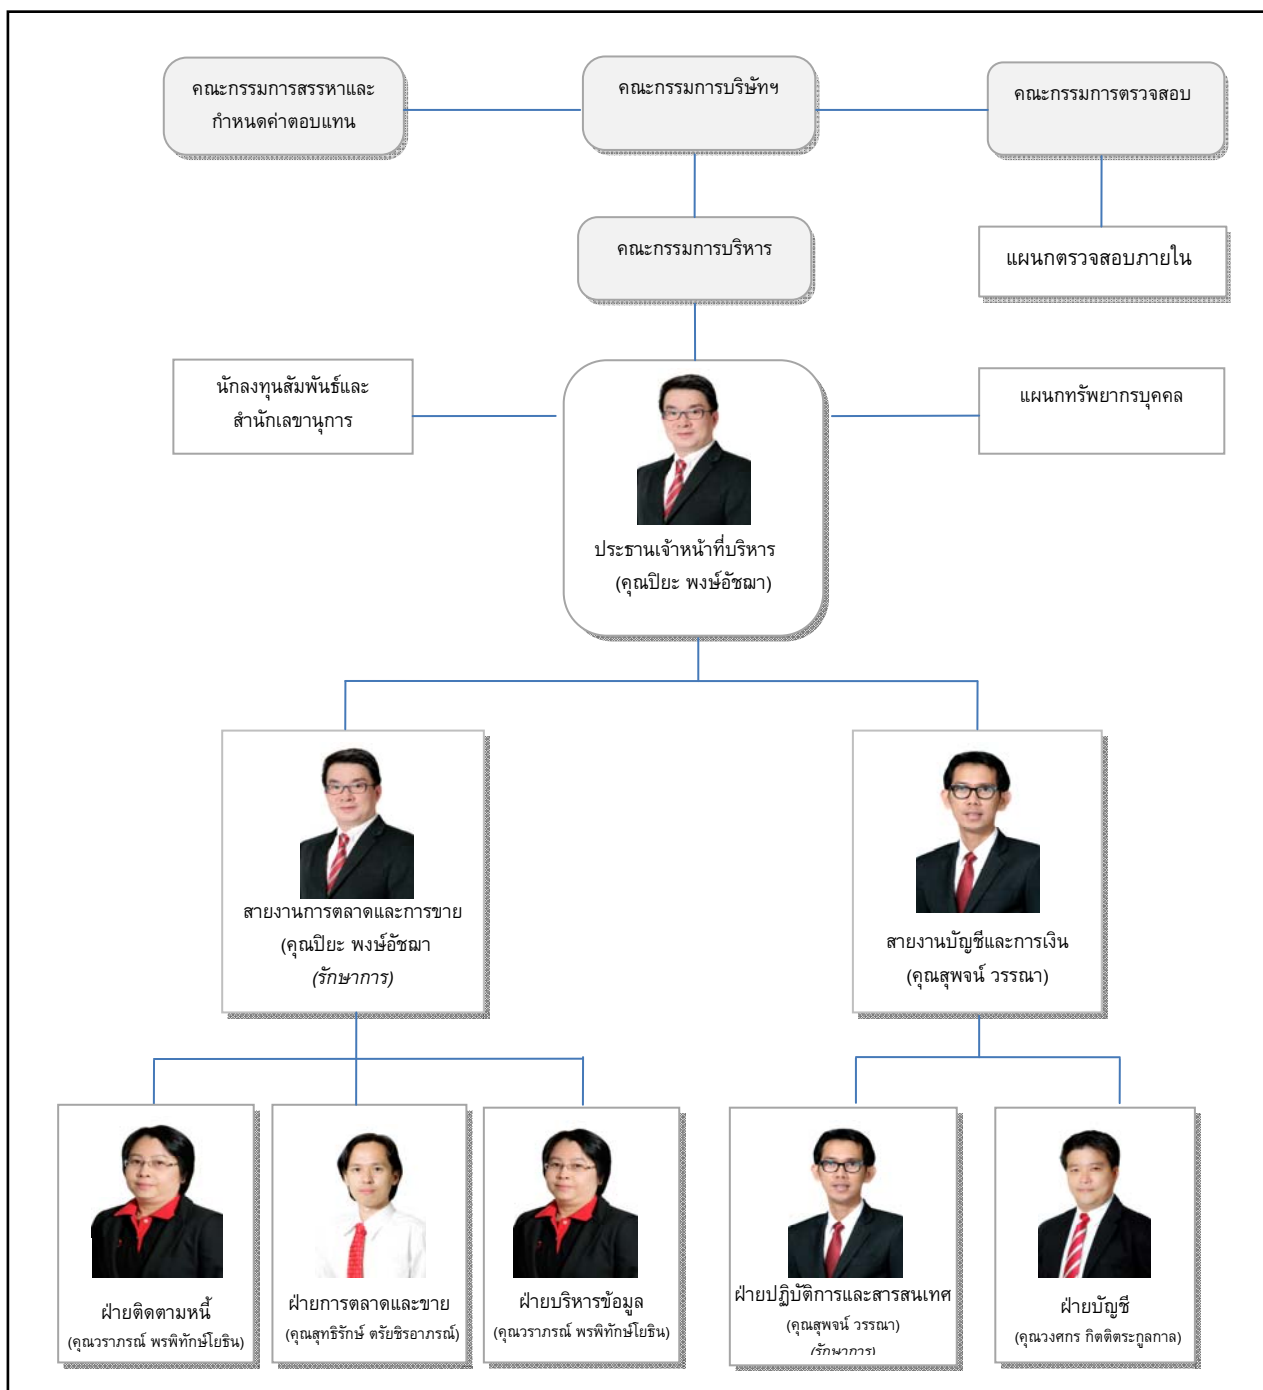 คณะกรรมการสรรหาและ
กำหนดค่าตอบแทน
คณะกรรมการบริษัทฯ
คณะกรรมการตรวจสอบ
คณะกรรมการบริหาร
แผนกตรวจสอบภายใน
นักลงทุนสัมพันธ์และ
สำนักเลขานุการ
แผนกทรัพยากรบุคคล
ประธานเจ้าหน้าที่บริหาร
(คุณปิยะ พงษ์อัชฌา)
สายงานการตลาดและการขาย
(คุณปิยะ พงษ์อัชฌา
(รักษาการ)
สายงานบัญชีและการเงิน
(คุณสุพจน์ วรรณา)
ฝ่ายติดตามหนี้
(คุณวราภรณ์ พรพิทักษ์โยธิน)
ฝ่ายการตลาดและขาย
(คุณสุทธิรักษ์ ตรัยชิรอาภรณ์)
ฝ่ายบริหารข้อมูล
(คุณวราภรณ์ พรพิทักษ์โยธิน)
ฝ่ายปฏิบัติการและสารสนเทศ
(คุณสุพจน์ วรรณา)
(รักษาการ)
ฝ่ายบัญชี
(คุณวงศกร กิตติตระกูลกาล)